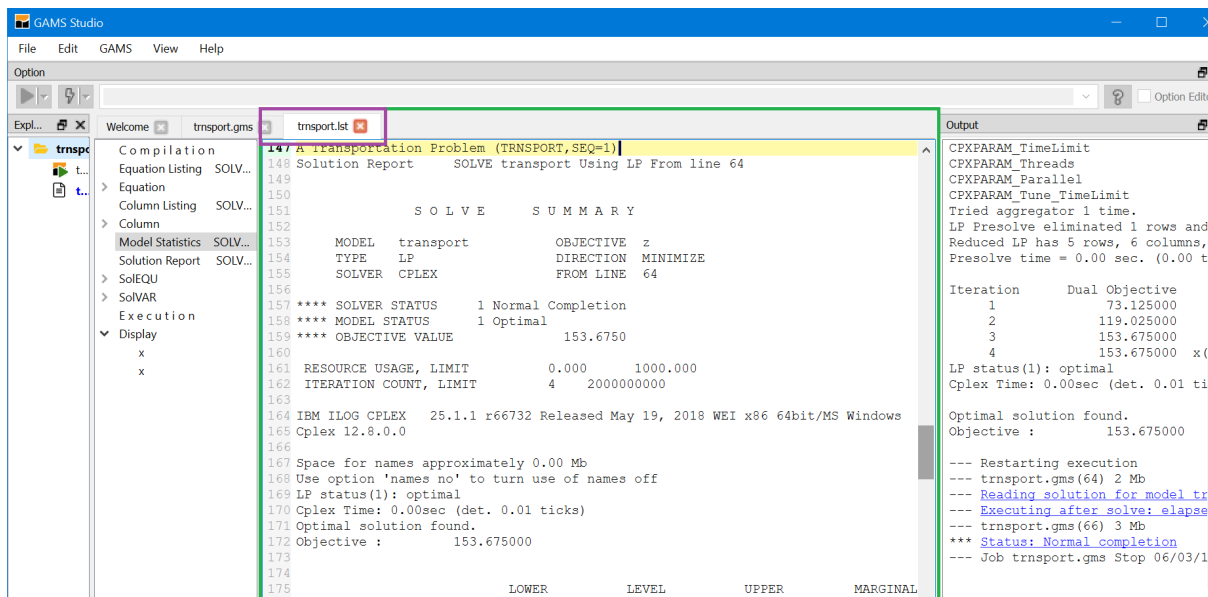 GAMS Studio
File Edit GAMS View Help
Option
Option Edit
Expl...
Welcome trnsport.gms trnsport.lst
Output
trnspo
t...
t...
Compilation
Equation Listing SOLV...
Equation
Column Listing SOLV...
Column
Model Statistics SOLV...
Solution Report SOLV...
SolEQU
SolVAR
Execution
Display
x
x
147 A Transportation Problem (TRNSPORT,SEQ=1)
148 Solution Report SOLVE transport Using LP From line 64
149
150
151 S O L V E S U M M A R Y
152
153 MODEL transport OBJECTIVE z
154 TYPE LP DIRECTION MINIMIZE
155 SOLVER CPLEX FROM LINE 64
156
157 **** SOLVER STATUS 1 Normal Completion
158 **** MODEL STATUS 1 Optimal
159 **** OBJECTIVE VALUE 153.6750
160
161 RESOURCE USAGE, LIMIT 0.000 1000.000
162 ITERATION COUNT, LIMIT 4 2000000000
163
164 IBM ILOG CPLEX 25.1.1 r66732 Released May 19, 2018 WEI x86 64bit/MS Windows
165 Cplex 12.8.0.0
166
167 Space for names approximately 0.00 Mb
168 Use option 'names no' to turn use of names off
169 LP status(1): optimal
170 Cplex Time: 0.00sec (det. 0.01 ticks)
171 Optimal solution found.
172 Objective : 153.675000
173
174
175 LOWER LEVEL UPPER MARGINAL
CPXPARAM_TimeLimit
CPXPARAM_Threads
CPXPARAM_Parallel
CPXPARAM_Tune_TimeLimit
Tried aggregator 1 time.
LP Presolve eliminated 1 rows and
Reduced LP has 5 rows, 6 columns,
Presolve time = 0.00 sec. (0.00 t
Iteration Dual Objective
1 73.125000
2 119.025000
3 153.675000
4 153.675000 x(
LP status(1): optimal
Cplex Time: 0.00sec (det. 0.01 ti
Optimal solution found.
Objective : 153.675000
--- Restarting execution
--- trnsport.gms(64) 2 Mb
--- Reading solution for model tr
--- Executing after solve: elapse
--- trnsport.gms(66) 3 Mb
*** Status: Normal completion
--- Job trnsport.gms Stop 06/03/1